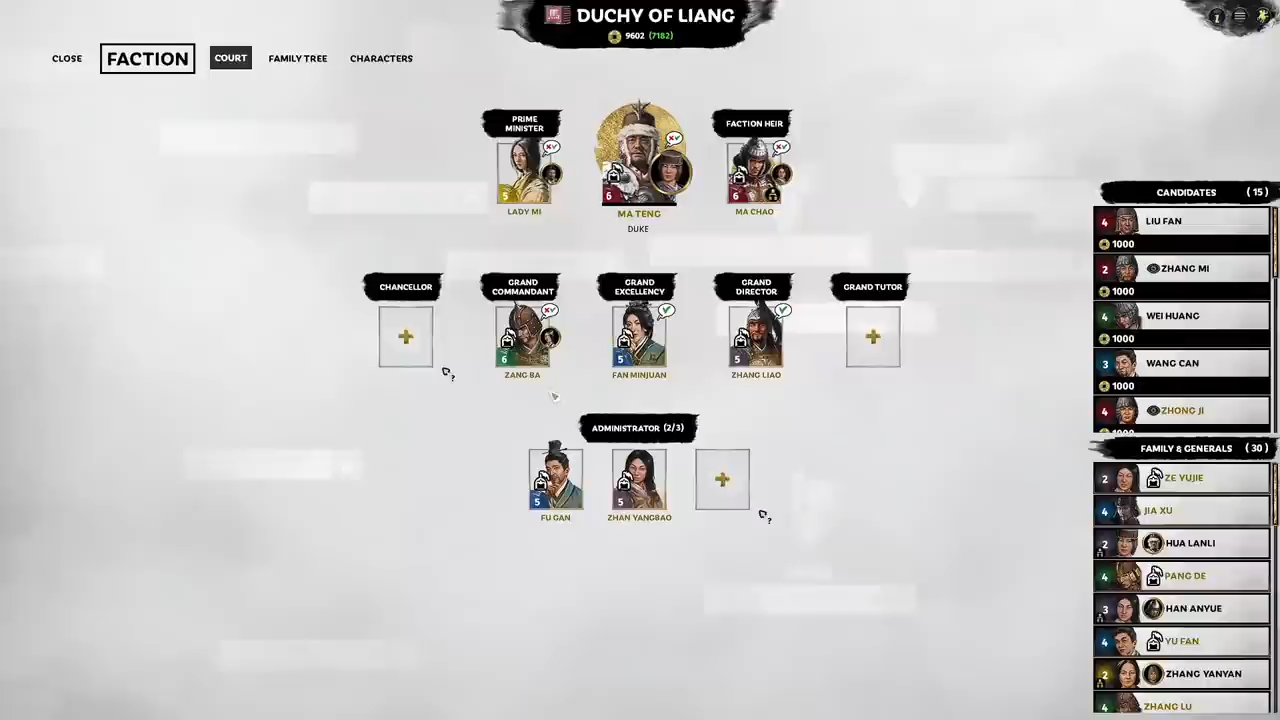 DUCHY OF LIANG
9602 (7182)
CLOSE
FACTION
COURT
FAMILY TREE
CHARACTERS
PRIME
MINISTER
FACTION HEIR
5
6
6
LADY MI
MA TENG
MA CHAO
DUKE
CHANCELLOR
GRAND
COMMANDANT
GRAND
EXCELLENCY
GRAND
DIRECTOR
GRAND TUTOR
6
5
5
ZANG BA
FAN MINJUAN
ZHANG LIAO
?
ADMINISTRATOR (2/3)
5
5
FU GAN
ZHAN YANGBAO
?
CANDIDATES (15)
4 LIU FAN
1000
2 ZHANG MI
1000
4 WEI HUANG
1000
3 WANG CAN
1000
4 ZHONG JI
1000
FAMILY & GENERALS (30)
2 ZE YUJIE
4 JIA XU
2 HUA LANLI
4 PANG DE
3 HAN ANYUE
4 YU FAN
2 ZHANG YANYAN
4 ZHANG LU